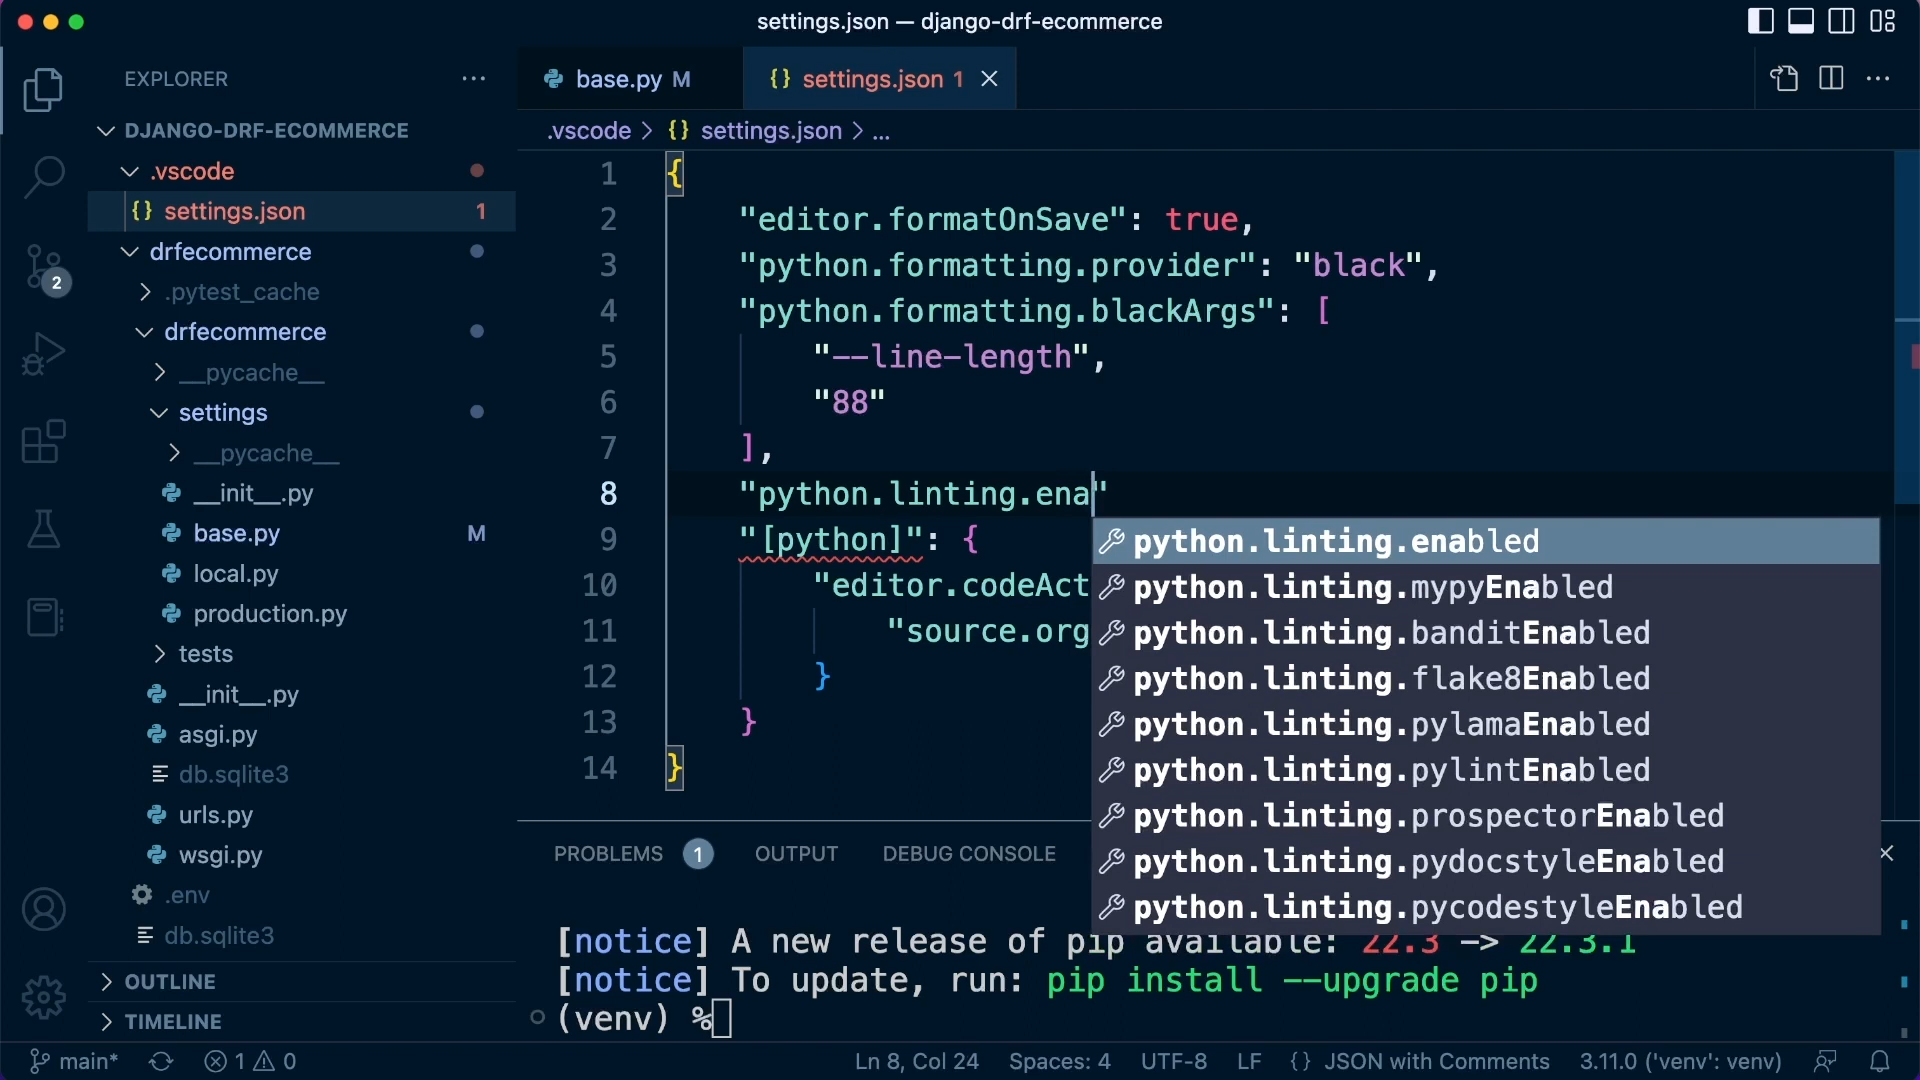 settings.json — django-drf-ecommerce
EXPLORER
DJANGO-DRF-ECOMMERCE
.vscode
{} settings.json 1
drfecommerce
.pytest_cache
drfecommerce
__pycache__
settings
__pycache__
__init__.py
base.py M
local.py
production.py
tests
__init__.py
asgi.py
db.sqlite3
urls.py
wsgi.py
.env
db.sqlite3
OUTLINE
TIMELINE
2
base.py M
{} settings.json 1
.vscode > {} settings.json > ...
1 {
2 "editor.formatOnSave": true,
3 "python.formatting.provider": "black",
4 "python.formatting.blackArgs": [
5 "--line-length",
6 "88"
7 ],
8 "python.linting.ena"
9 "[python]": {
10 "editor.codeAct
11 "source.org
12 }
13 }
14 }
python.linting.enabled
python.linting.mypyEnabled
python.linting.banditEnabled
python.linting.flake8Enabled
python.linting.pylamaEnabled
python.linting.pylintEnabled
python.linting.prospectorEnabled
python.linting.pydocstyleEnabled
python.linting.pycodestyleEnabled
PROBLEMS 1 OUTPUT DEBUG CONSOLE
[notice] A new release of pip available: 22.3 -> 22.3.1
[notice] To update, run: pip install --upgrade pip
(venv) %
main* 1 0 Ln 8, Col 24 Spaces: 4 UTF-8 LF {} JSON with Comments 3.11.0 ('venv': venv)